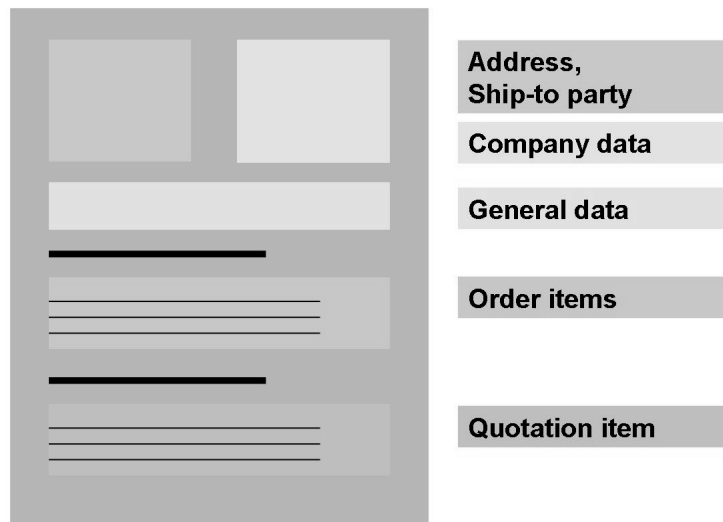 Address,
Ship-to party
Company data
General data
Order items
Quotation item